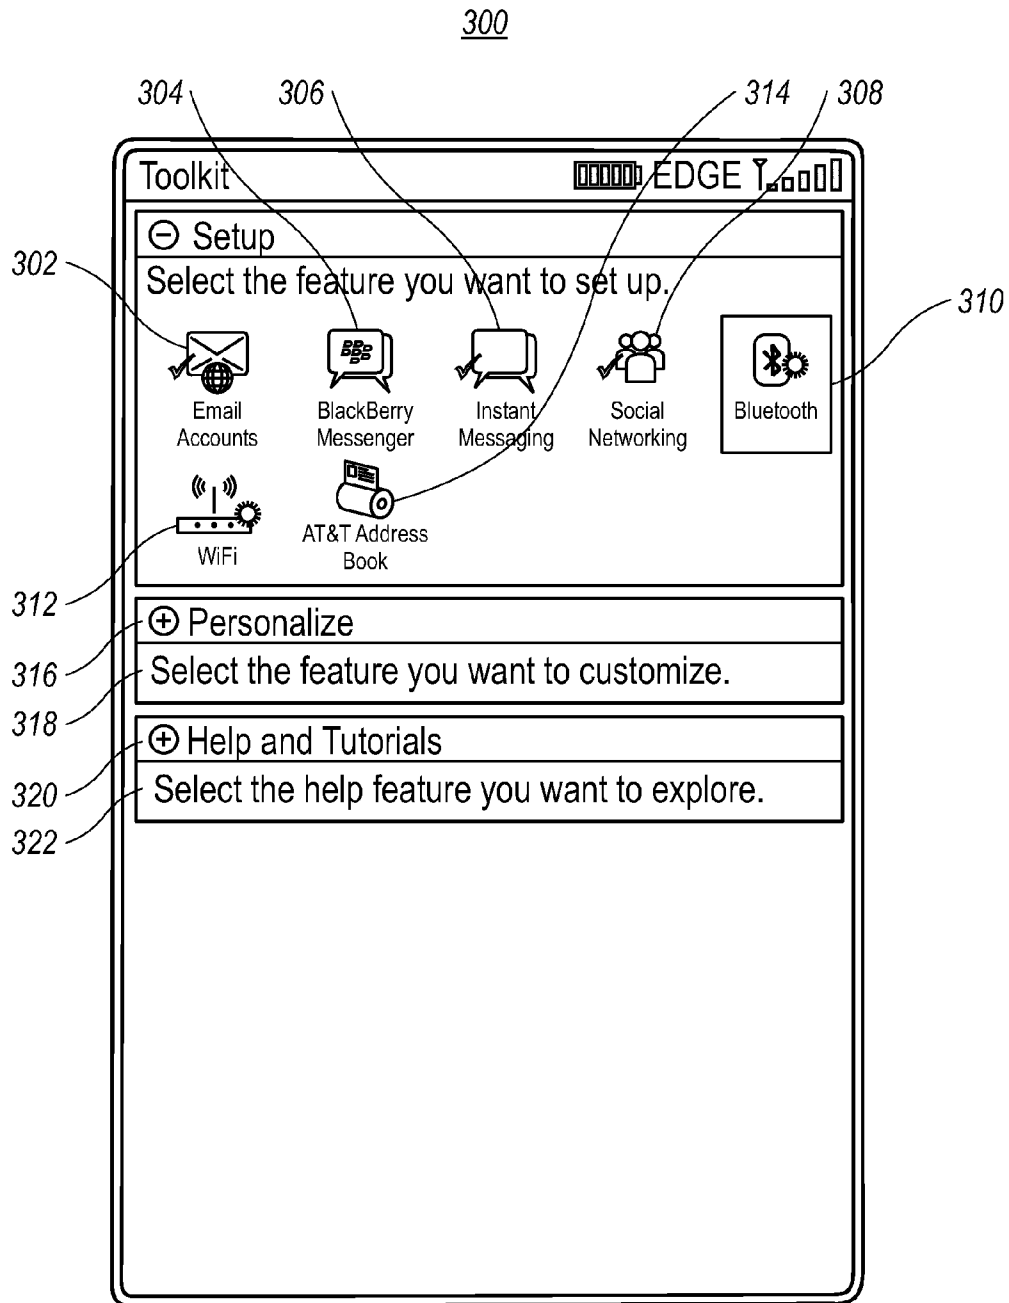 300
304
306
314
308
Toolkit
EDGE
Setup
302
Select the feature you want to set up.
310
Email
Accounts
BlackBerry
Messenger
Instant
Messaging
Social
Networking
Bluetooth
WiFi
AT&T Address
Book
312
Personalize
316
Select the feature you want to customize.
318
Help and Tutorials
320
Select the help feature you want to explore.
322